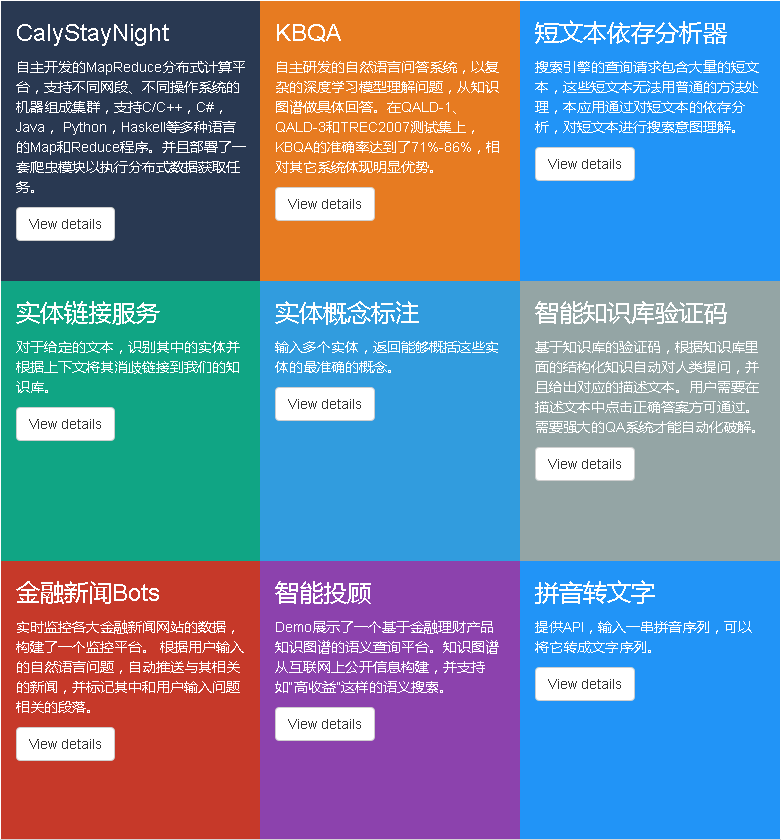 CalyStayNight
自主开发的MapReduce分布式计算平
台，支持不同网段、不同操作系统的
机器组成集群，支持C/C++，C#，
Java， Python，Haskell等多种语言
的Map和Reduce程序。并且部署了一
套爬虫模块以执行分布式数据获取任
务。
View details
KBQA
自主研发的自然语言问答系统，以复
杂的深度学习模型理解问题，从知识
图谱做具体回答。在QALD-1、
QALD-3和TREC2007测试集上，
KBQA的准确率达到了71%-86%，相
对其它系统体现明显优势。
View details
短文本依存分析器
搜索引擎的查询请求包含大量的短文
本，这些短文本无法用普通的方法处
理，本应用通过对短文本的依存分
析，对短文本进行搜索意图理解。
View details
实体链接服务
对于给定的文本，识别其中的实体并
根据上下文将其消歧链接到我们的知
识库。
View details
实体概念标注
输入多个实体，返回能够概括这些实
体的最准确的概念。
View details
智能知识库验证码
基于知识库的验证码，根据知识库里
面的结构化知识自动对人类提问，并
且给出对应的描述文本。用户需要在
描述文本中点击正确答案方可通过。
需要强大的QA系统才能自动化破解。
View details
金融新闻Bots
实时监控各大金融新闻网站的数据，
构建了一个监控平台。 根据用户输入
的自然语言问题，自动推送与其相关
的新闻，并标记其中和用户输入问题
相关的段落。
View details
智能投顾
Demo展示了一个基于金融理财产品
知识图谱的语义查询平台。知识图谱
从互联网上公开信息构建，并支持
如“高收益”这样的语义搜索。
View details
拼音转文字
提供API，输入一串拼音序列，可以
将它转成文字序列。
View details